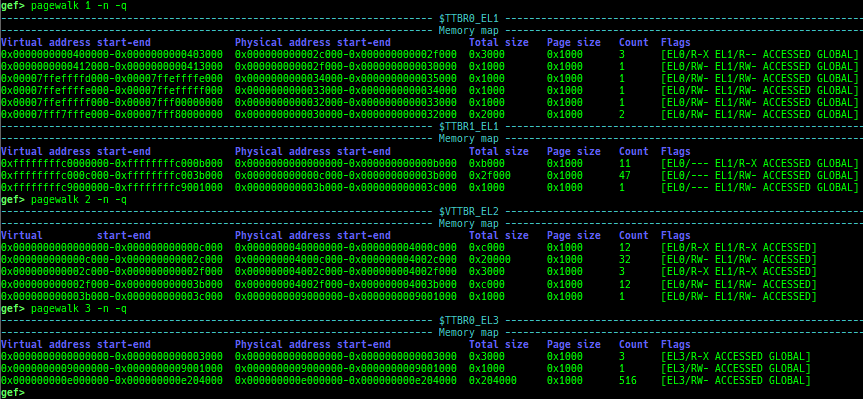 gef> pagewalk 1 -n -q
$TTBR0_EL1
Memory map
Virtual address start-end Physical address start-end Total size Page size Count Flags
0x0000000000400000-0x0000000000403000 0x000000000002c000-0x000000000002f000 0x3000 0x1000 3 [EL0/R-X EL1/R-- ACCESSED GLOBAL]
0x0000000000412000-0x0000000000413000 0x000000000002f000-0x0000000000030000 0x1000 0x1000 1 [EL0/RW- EL1/RW- ACCESSED GLOBAL]
0x00007ffeffffd000-0x00007ffeffffe000 0x0000000000034000-0x0000000000035000 0x1000 0x1000 1 [EL0/RW- EL1/RW- ACCESSED GLOBAL]
0x00007ffeffffe000-0x00007ffefffff000 0x0000000000033000-0x0000000000034000 0x1000 0x1000 1 [EL0/RW- EL1/RW- ACCESSED GLOBAL]
0x00007ffefffff000-0x00007fff00000000 0x0000000000032000-0x0000000000033000 0x1000 0x1000 1 [EL0/RW- EL1/RW- ACCESSED GLOBAL]
0x00007fff7fffe000-0x00007fff80000000 0x0000000000030000-0x0000000000032000 0x2000 0x1000 2 [EL0/RW- EL1/RW- ACCESSED GLOBAL]
$TTBR1_EL1
Memory map
Virtual address start-end Physical address start-end Total size Page size Count Flags
0xffffffffc0000000-0xffffffffc000b000 0x0000000000000000-0x000000000000b000 0xb000 0x1000 11 [EL0/--- EL1/R-X ACCESSED GLOBAL]
0xffffffffc000c000-0xffffffffc003b000 0x000000000000c000-0x000000000003b000 0x2f000 0x1000 47 [EL0/--- EL1/RW- ACCESSED GLOBAL]
0xffffffffc9000000-0xffffffffc9001000 0x000000000003b000-0x000000000003c000 0x1000 0x1000 1 [EL0/--- EL1/RW- ACCESSED GLOBAL]
gef> pagewalk 2 -n -q
$VTTBR_EL2
Memory map
Virtual start-end Physical address start-end Total size Page size Count Flags
0x0000000000000000-0x000000000000c000 0x0000000040000000-0x000000004000c000 0xc000 0x1000 12 [EL0/R-X EL1/R-X ACCESSED]
0x000000000000c000-0x000000000002c000 0x000000004000c000-0x000000004002c000 0x20000 0x1000 32 [EL0/RW- EL1/RW- ACCESSED]
0x000000000002c000-0x000000000002f000 0x000000004002c000-0x000000004002f000 0x3000 0x1000 3 [EL0/R-X EL1/R-X ACCESSED]
0x000000000002f000-0x000000000003b000 0x000000004002f000-0x000000004003b000 0xc000 0x1000 12 [EL0/RW- EL1/RW- ACCESSED]
0x000000000003b000-0x000000000003c000 0x0000000009000000-0x0000000009001000 0x1000 0x1000 1 [EL0/RW- EL1/RW- ACCESSED]
gef> pagewalk 3 -n -q
$TTBR0_EL3
Memory map
Virtual address start-end Physical address start-end Total size Page size Count Flags
0x0000000000000000-0x0000000000003000 0x0000000000000000-0x0000000000003000 0x3000 0x1000 3 [EL3/R-X ACCESSED GLOBAL]
0x0000000009000000-0x0000000009001000 0x0000000009000000-0x0000000009001000 0x1000 0x1000 1 [EL3/RW- ACCESSED GLOBAL]
0x000000000e000000-0x000000000e204000 0x000000000e000000-0x000000000e204000 0x204000 0x1000 516 [EL3/RW- ACCESSED GLOBAL]
gef>